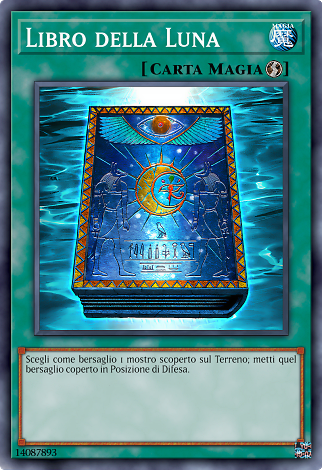 Libro della Luna
MAGIA
[Carta Magia]
Scegli come bersaglio 1 mostro scoperto sul Terreno; metti quel
bersaglio coperto in Posizione di Difesa.
14087893